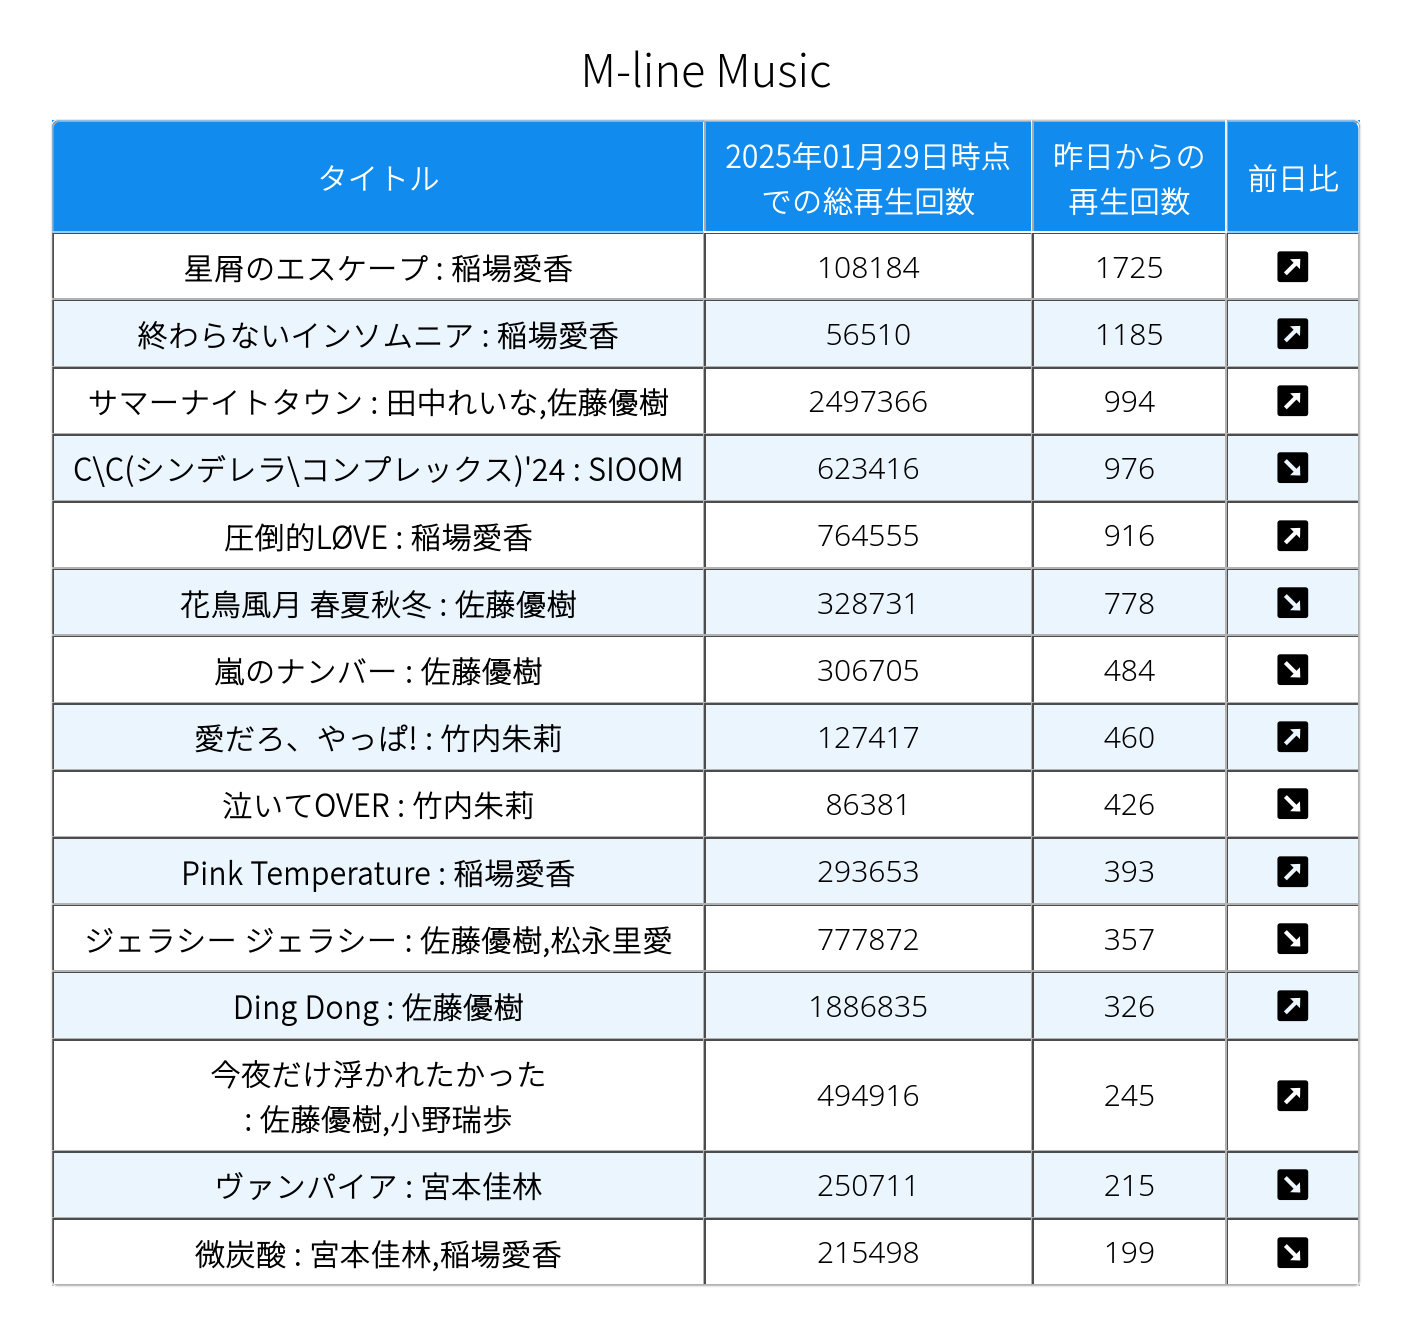 M-line Music
タイトル 2025年01月29日時点 昨日からの 前日比
での総再生回数 再生回数
星屑のエスケープ : 稲場愛香 108184 1725 ↗
終わらないインソムニア : 稲場愛香 56510 1185 ↗
サマーナイトタウン : 田中れいな,佐藤優樹 2497366 994 ↗
C\C(シンデレラ\コンプレックス)'24 : SIOOM 623416 976 ↘
圧倒的LØVE : 稲場愛香 764555 916 ↗
花鳥風月 春夏秋冬 : 佐藤優樹 328731 778 ↘
嵐のナンバー : 佐藤優樹 306705 484 ↘
愛だろ、やっぱ! : 竹内朱莉 127417 460 ↗
泣いてOVER : 竹内朱莉 86381 426 ↘
Pink Temperature : 稲場愛香 293653 393 ↗
ジェラシー ジェラシー : 佐藤優樹,松永里愛 777872 357 ↘
Ding Dong : 佐藤優樹 1886835 326 ↗
今夜だけ浮かれたかった
: 佐藤優樹,小野瑞歩 494916 245 ↗
ヴァンパイア : 宮本佳林 250711 215 ↘
微炭酸 : 宮本佳林,稲場愛香 215498 199 ↘